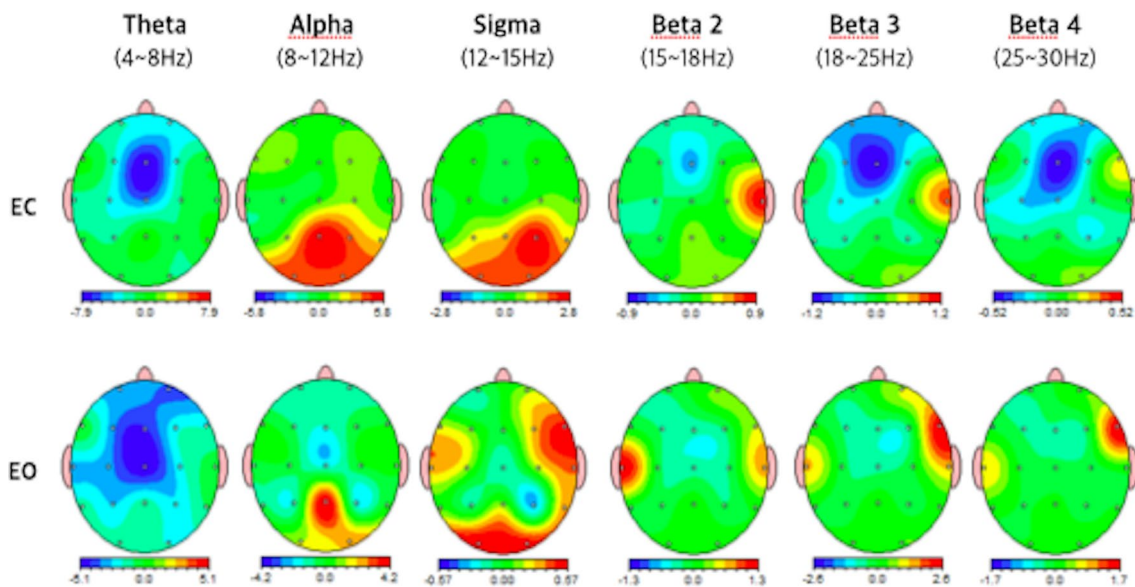 Theta Alpha Sigma Beta 2 Beta 3 Beta 4
(4~8Hz) (8~12Hz) (12~15Hz) (15~18Hz) (18~25Hz) (25~30Hz)
EC
-7.9 0.0 7.9 -5.8 0.0 5.8 -2.8 0.0 2.8 -0.9 0.0 0.9 -1.2 0.0 1.2 -0.52 0.00 0.52
EO
-5.1 0.0 5.1 -4.2 0.0 4.2 -0.57 0.00 0.57 -1.3 0.0 1.3 -2.6 0.0 2.6 -1.7 0.0 1.7